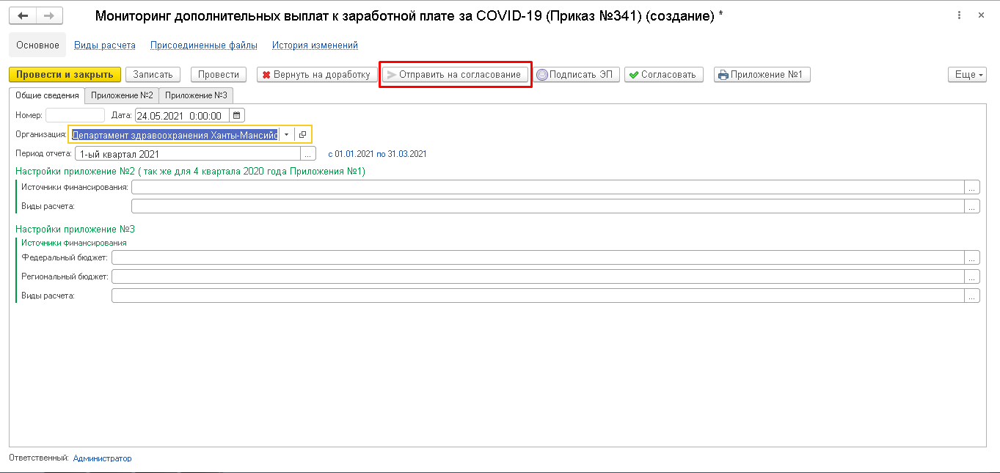 Мониторинг дополнительных выплат к заработной плате за COVID-19 (Приказ №341) (создание) *
Основное Виды расчета Присоединенные файлы История изменений
Провести и закрыть Записать Провести Вернуть на доработку Отправить на согласование Подписать ЭП Согласовать Приложение №1 Еще
Общие сведения Приложение №2 Приложение №3
Номер: Дата: 24.05.2021 0:00:00
Организация: Департамент здравоохранения Ханты-Мансийс
Период отчета: 1-ый квартал 2021 ... с 01.01.2021 по 31.03.2021
Настройки приложение №2 ( так же для 4 квартала 2020 года Приложения №1)
Источники финансирования: ...
Виды расчета: ...
Настройки приложение №3
Источники финансирования
Федеральный бюджет: ...
Региональный бюджет: ...
Виды расчета: ...
Ответственный: Администратор